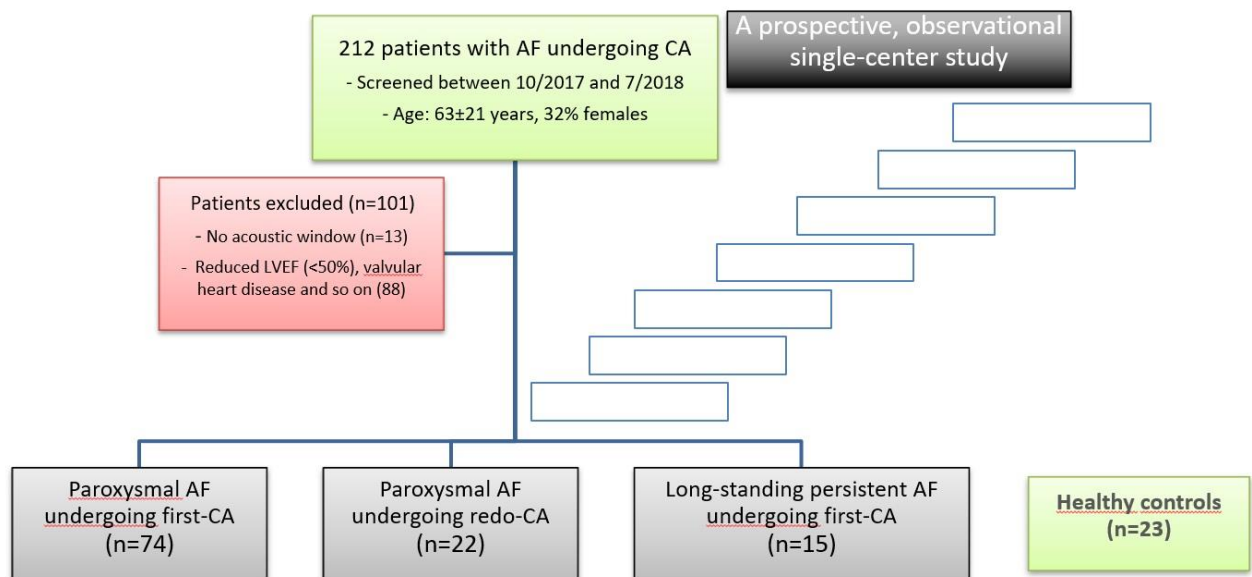 212 patients with AF undergoing CA
- Screened between 10/2017 and 7/2018
- Age: 63±21 years, 32% females
A prospective, observational
single-center study
Patients excluded (n=101)
- No acoustic window (n=13)
- Reduced LVEF (<50%), valvular
heart disease and so on (88)
Paroxysmal AF
undergoing first-CA
(n=74)
Paroxysmal AF
undergoing redo-CA
(n=22)
Long-standing persistent AF
undergoing first-CA
(n=15)
Healthy controls
(n=23)